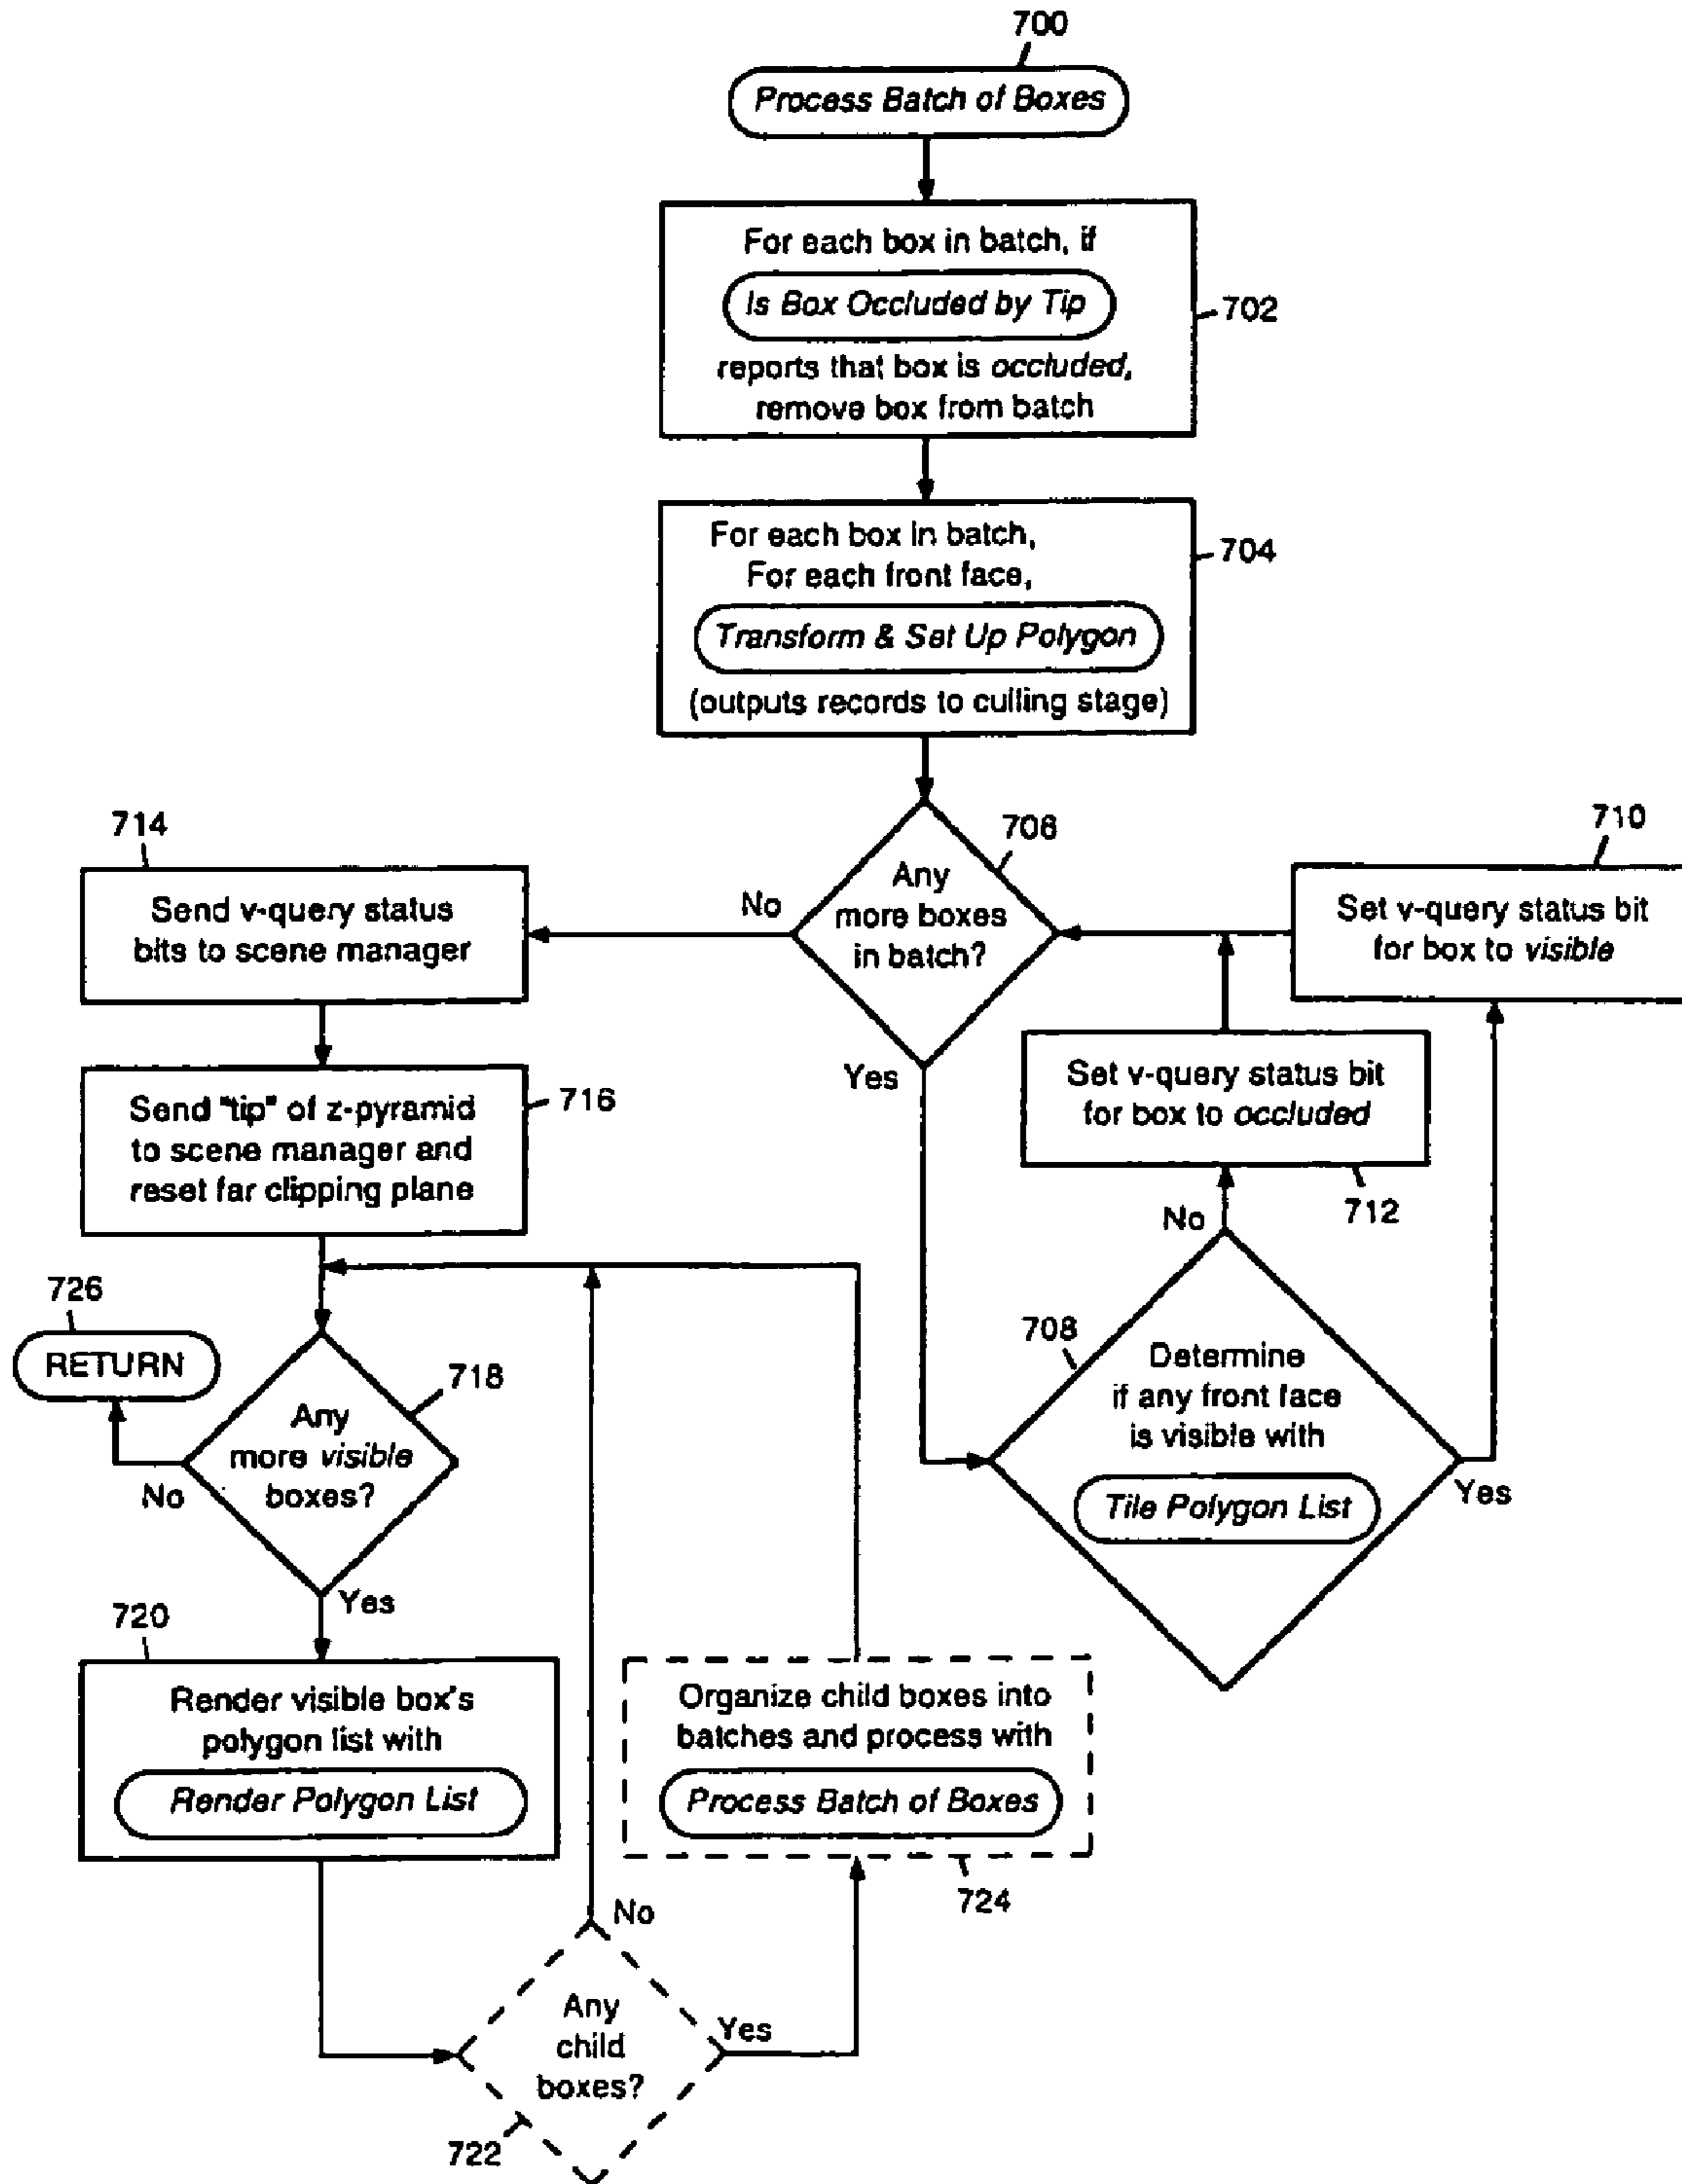 700
Process Batch of Boxes
For each box in batch, if
Is Box Occluded by Tip
reports that box is occluded,
remove box from batch
702
For each box in batch,
For each front face,
Transform & Set Up Polygon
(outputs records to culling stage)
704
706
Any
more boxes
in batch?
No
Yes
714
Send v-query status
bits to scene manager
710
Set v-query status bit
for box to visible
Set v-query status bit
for box to occluded
712
Send "tip" of z-pyramid
to scene manager and
reset far clipping plane
716
No
708
Determine
if any front face
is visible with
Tile Polygon List
Yes
726
RETURN
718
Any
more visible
boxes?
No
Yes
720
Render visible box's
polygon list with
Render Polygon List
Organize child boxes into
batches and process with
Process Batch of Boxes
724
No
Any
child
boxes?
Yes
722